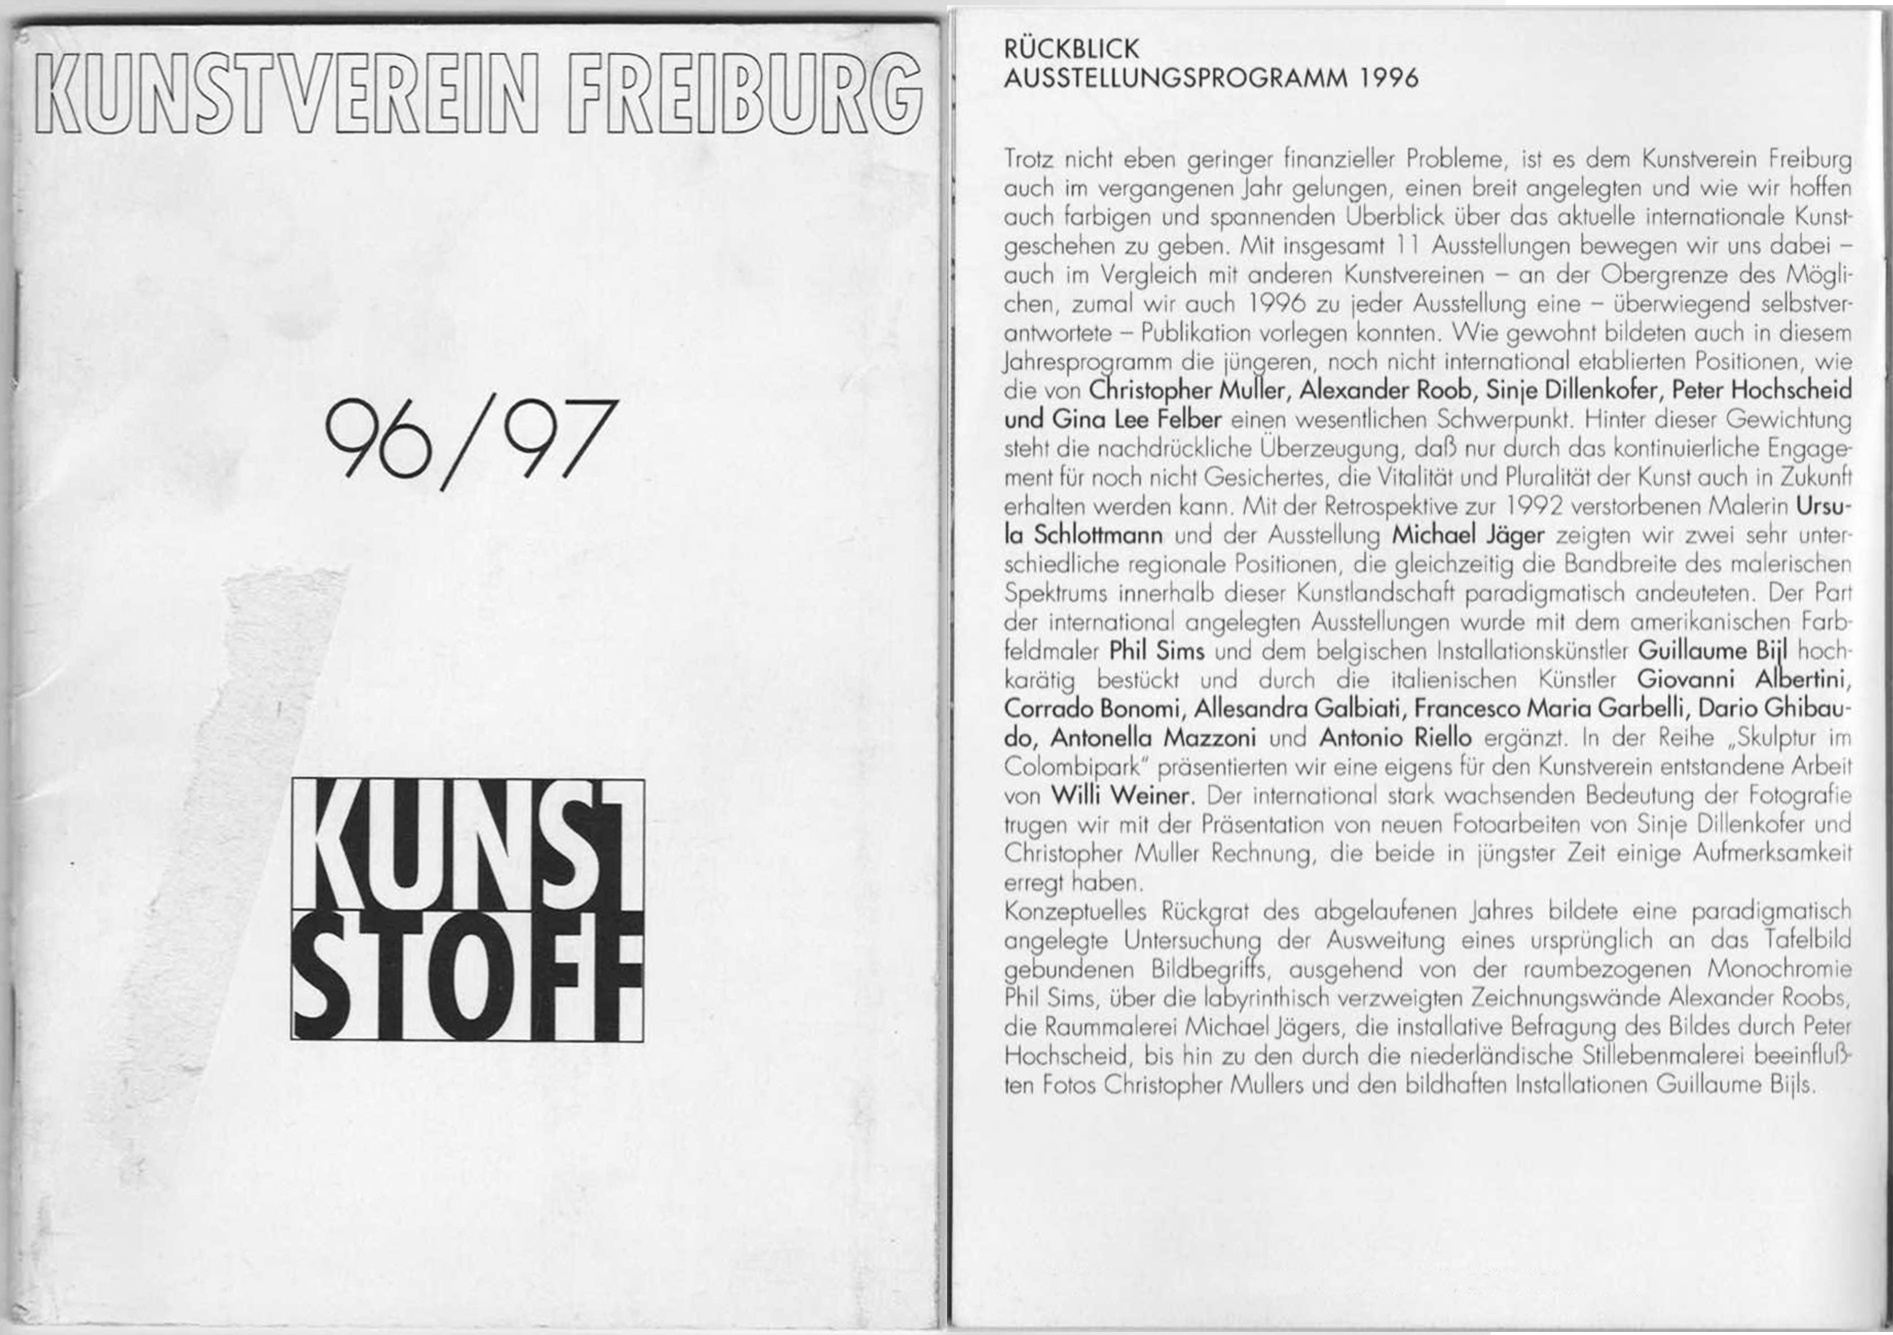 KUNSTVEREIN FREIBURG
96/97
KUNST
STOFF
RÜCKBLICK
AUSSTELLUNGSPROGRAMM 1996
Trotz nicht eben geringer finanzieller Probleme, ist es dem Kunstverein Freiburg
auch im vergangenen Jahr gelungen, einen breit angelegten und wie wir hoffen
auch farbigen und spannenden Überblick über das aktuelle internationale Kunst-
geschehen zu geben. Mit insgesamt 11 Ausstellungen bewegen wir uns dabei –
auch im Vergleich mit anderen Kunstvereinen – an der Obergrenze des Mögli-
chen, zumal wir auch 1996 zu jeder Ausstellung eine – überwiegend selbstver-
antwortete – Publikation vorlegen konnten. Wie gewohnt bildeten auch in diesem
Jahresprogramm die jüngeren, noch nicht international etablierten Positionen, wie
die von Christopher Muller, Alexander Roob, Sinje Dillenkofer, Peter Hochscheid
und Gina Lee Felber einen wesentlichen Schwerpunkt. Hinter dieser Gewichtung
steht die nachdrückliche Überzeugung, daß nur durch das kontinuierliche Engage-
ment für noch nicht Gesichertes, die Vitalität und Pluralität der Kunst auch in Zukunft
erhalten werden kann. Mit der Retrospektive zur 1992 verstorbenen Malerin Ursu-
la Schlottmann und der Ausstellung Michael Jäger zeigten wir zwei sehr unter-
schiedliche regionale Positionen, die gleichzeitig die Bandbreite des malerischen
Spektrums innerhalb dieser Kunstlandschaft paradigmatisch andeuteten. Der Part
der international angelegten Ausstellungen wurde mit dem amerikanischen Farb-
feldmaler Phil Sims und dem belgischen Installationskünstler Guillaume Bijl hoch-
karätig bestückt und durch die italienischen Künstler Giovanni Albertini,
Corrado Bonomi, Allesandra Galbiati, Francesco Maria Garbelli, Dario Ghibau-
do, Antonella Mazzoni und Antonio Riello ergänzt. In der Reihe „Skulptur im
Colombipark" präsentierten wir eine eigens für den Kunstverein entstandene Arbeit
von Willi Weiner. Der international stark wachsenden Bedeutung der Fotografie
trugen wir mit der Präsentation von neuen Fotoarbeiten von Sinje Dillenkofer und
Christopher Muller Rechnung, die beide in jüngster Zeit einige Aufmerksamkeit
erregt haben.
Konzeptuelles Rückgrat des abgelaufenen Jahres bildete eine paradigmatisch
angelegte Untersuchung der Ausweitung eines ursprünglich an das Tafelbild
gebundenen Bildbegriffs, ausgehend von der raumbezogenen Monochromie
Phil Sims, über die labyrinthisch verzweigten Zeichnungswände Alexander Roobs,
die Raummalerei Michael Jägers, die installative Befragung des Bildes durch Peter
Hochscheid, bis hin zu den durch die niederländische Stillebenmalerei beeinfluß-
ten Fotos Christopher Mullers und den bildhaften Installationen Guillaume Bijls.